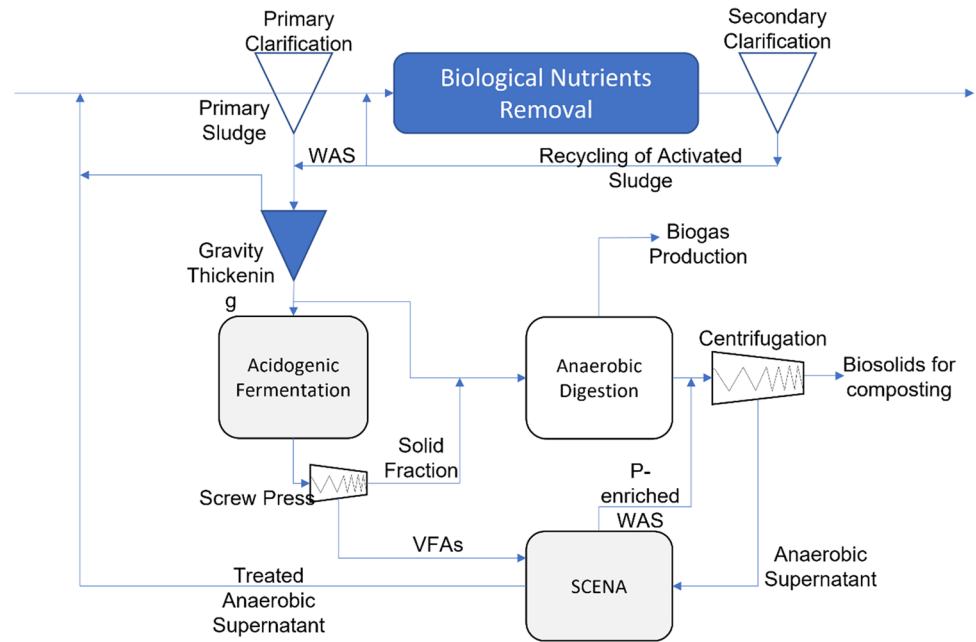 Primary
Clarification
Secondary
Clarification
Biological Nutrients
Removal
Primary
Sludge
WAS
Recycling of Activated
Sludge
Gravity
Thickenin
g
Biogas
Production
Acidogenic
Fermentation
Anaerobic
Digestion
Centrifugation
Biosolids for
composting
Solid
Fraction
Screw Press
P-
enriched
WAS
VFAs
SCENA
Anaerobic
Supernatant
Treated
Anaerobic
Supernatant